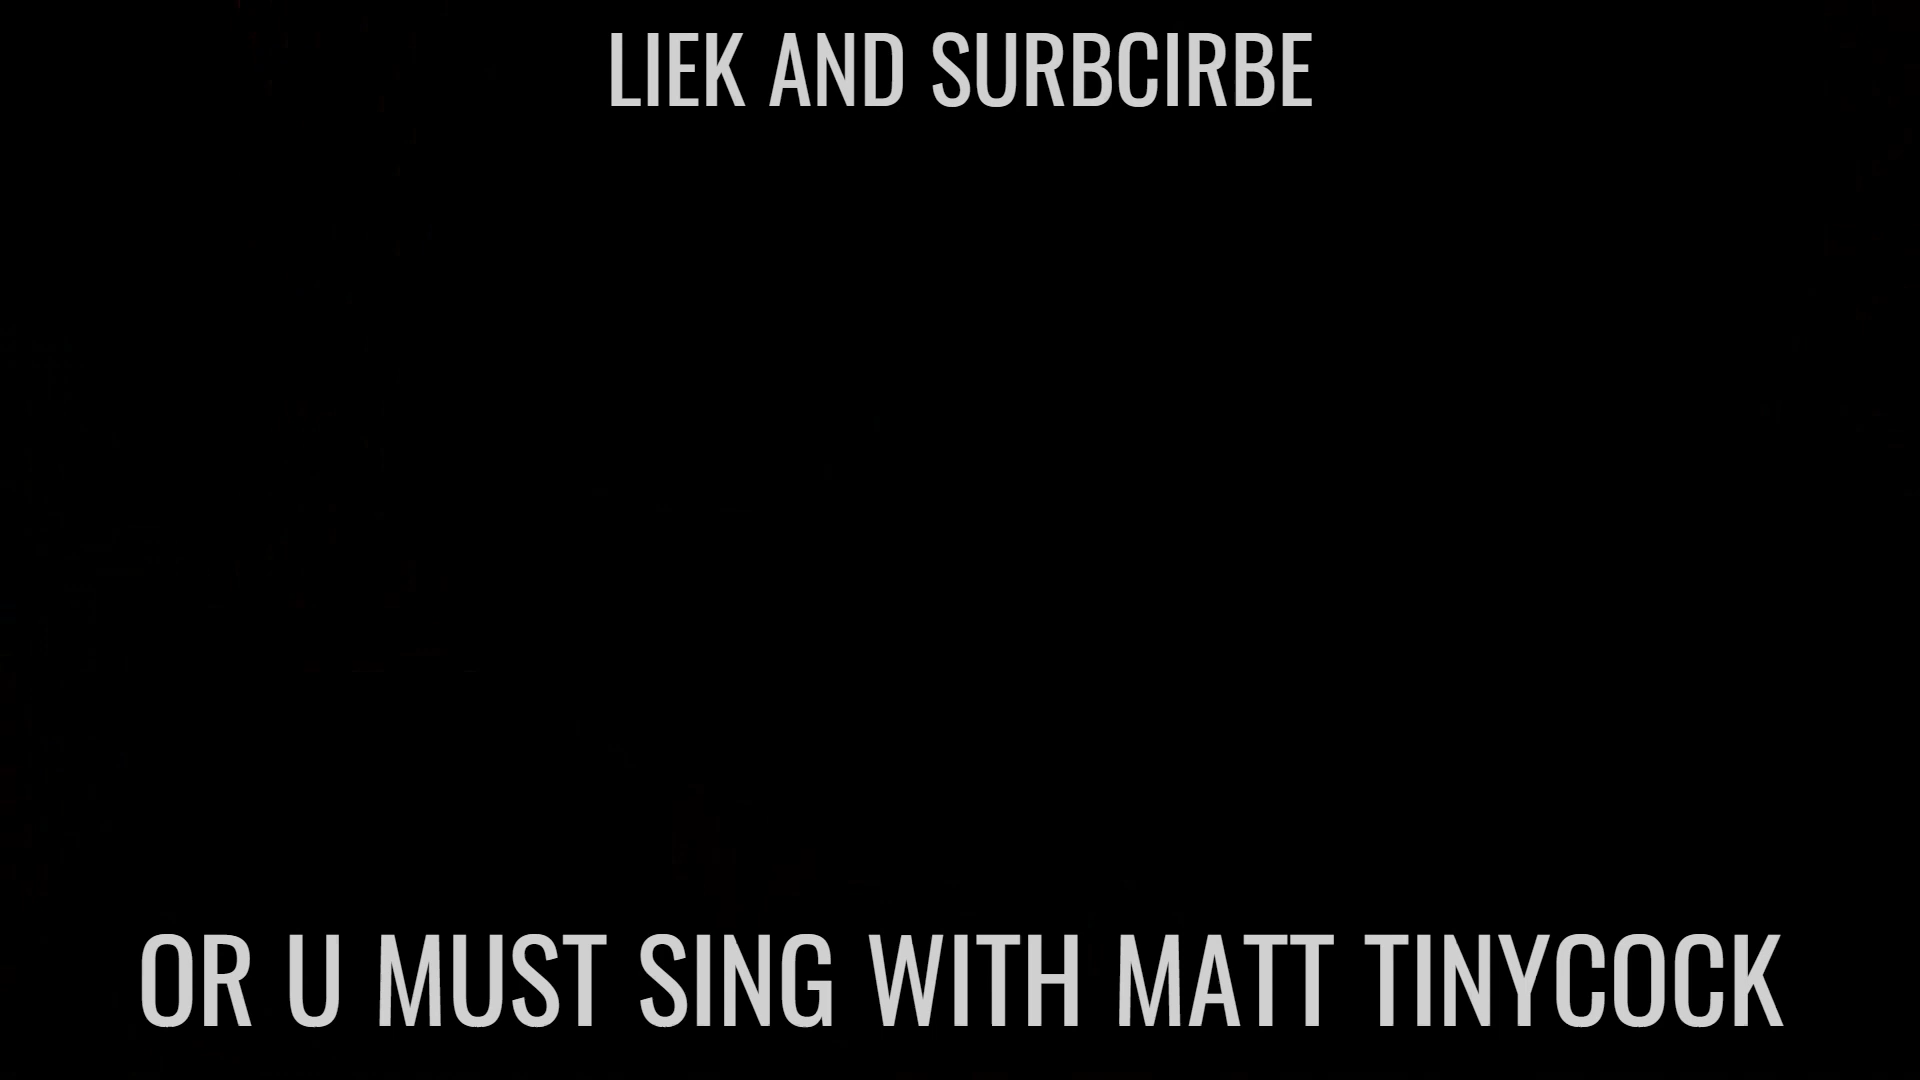 LIEK AND SURBCIRBE
OR U MUST SING WITH MATT TINYCOCK